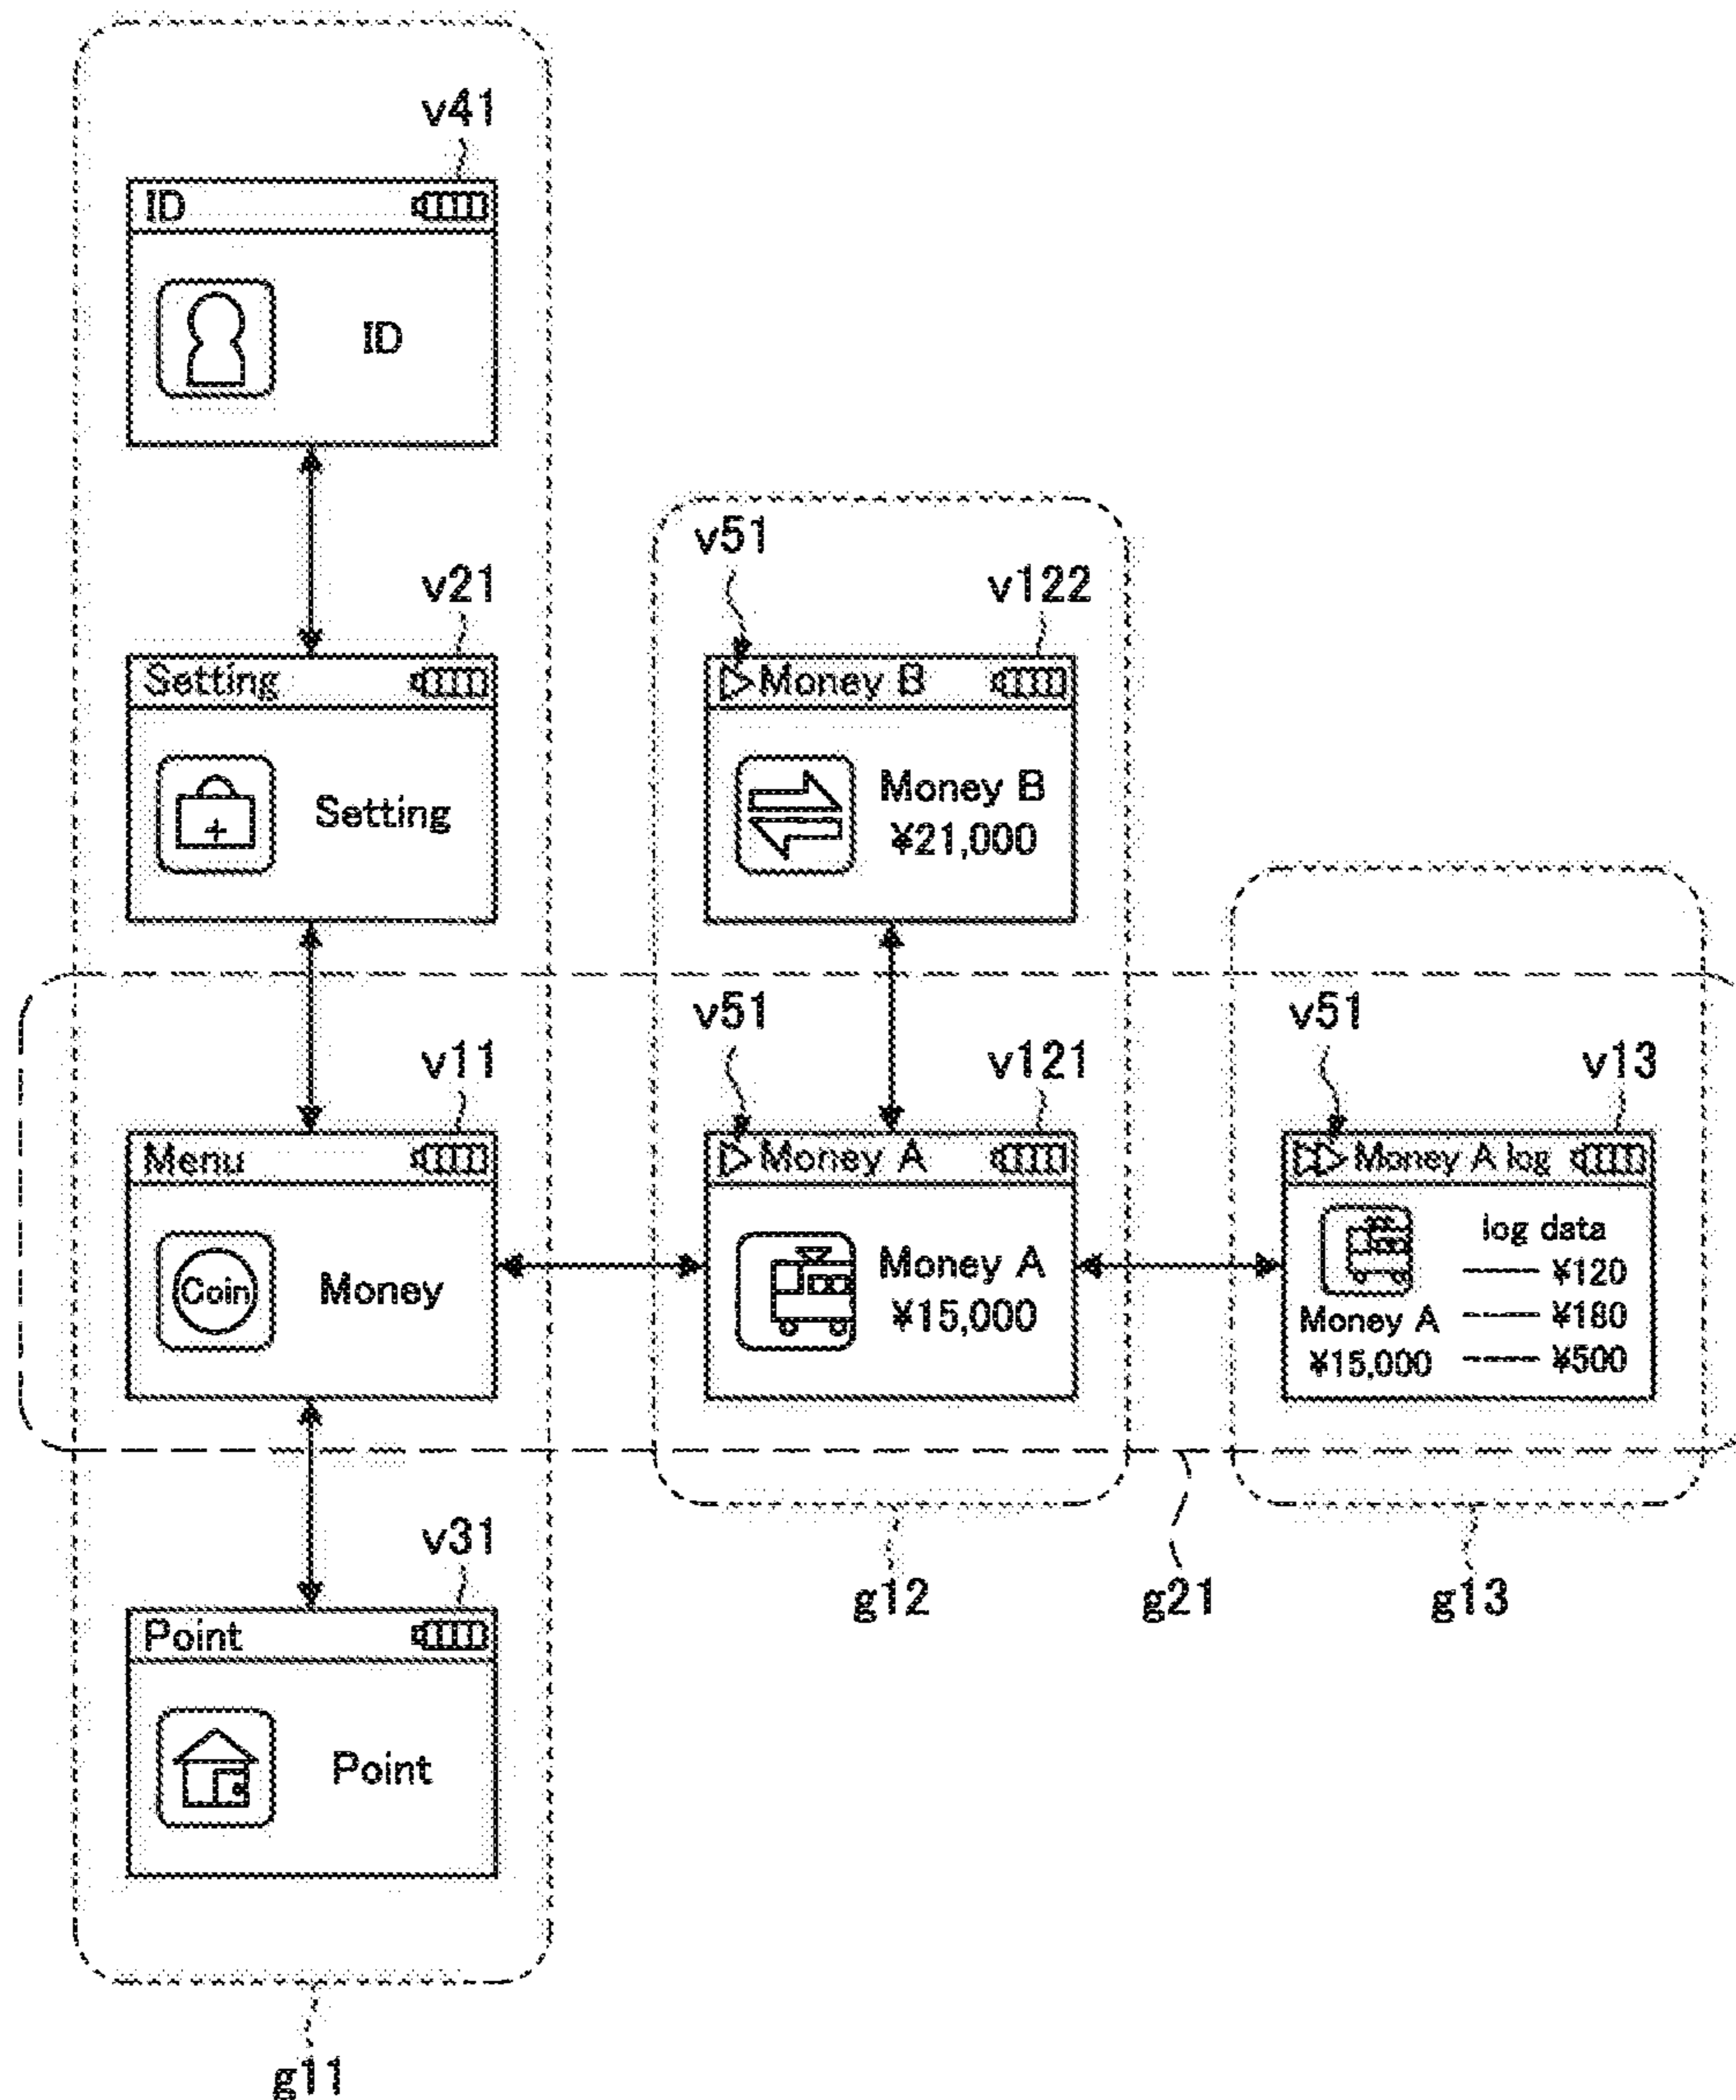 v41
ID
ID
v21
Setting
Setting
v51
v122
Money B
Money B
¥21,000
v11
Menu
Coin
Money
v51
v121
Money A
Money A
¥15,000
v51
v13
Money A log
log data
¥120
¥180
¥500
Money A
¥15,000
v31
Point
Point
g12
g21
g13
g11